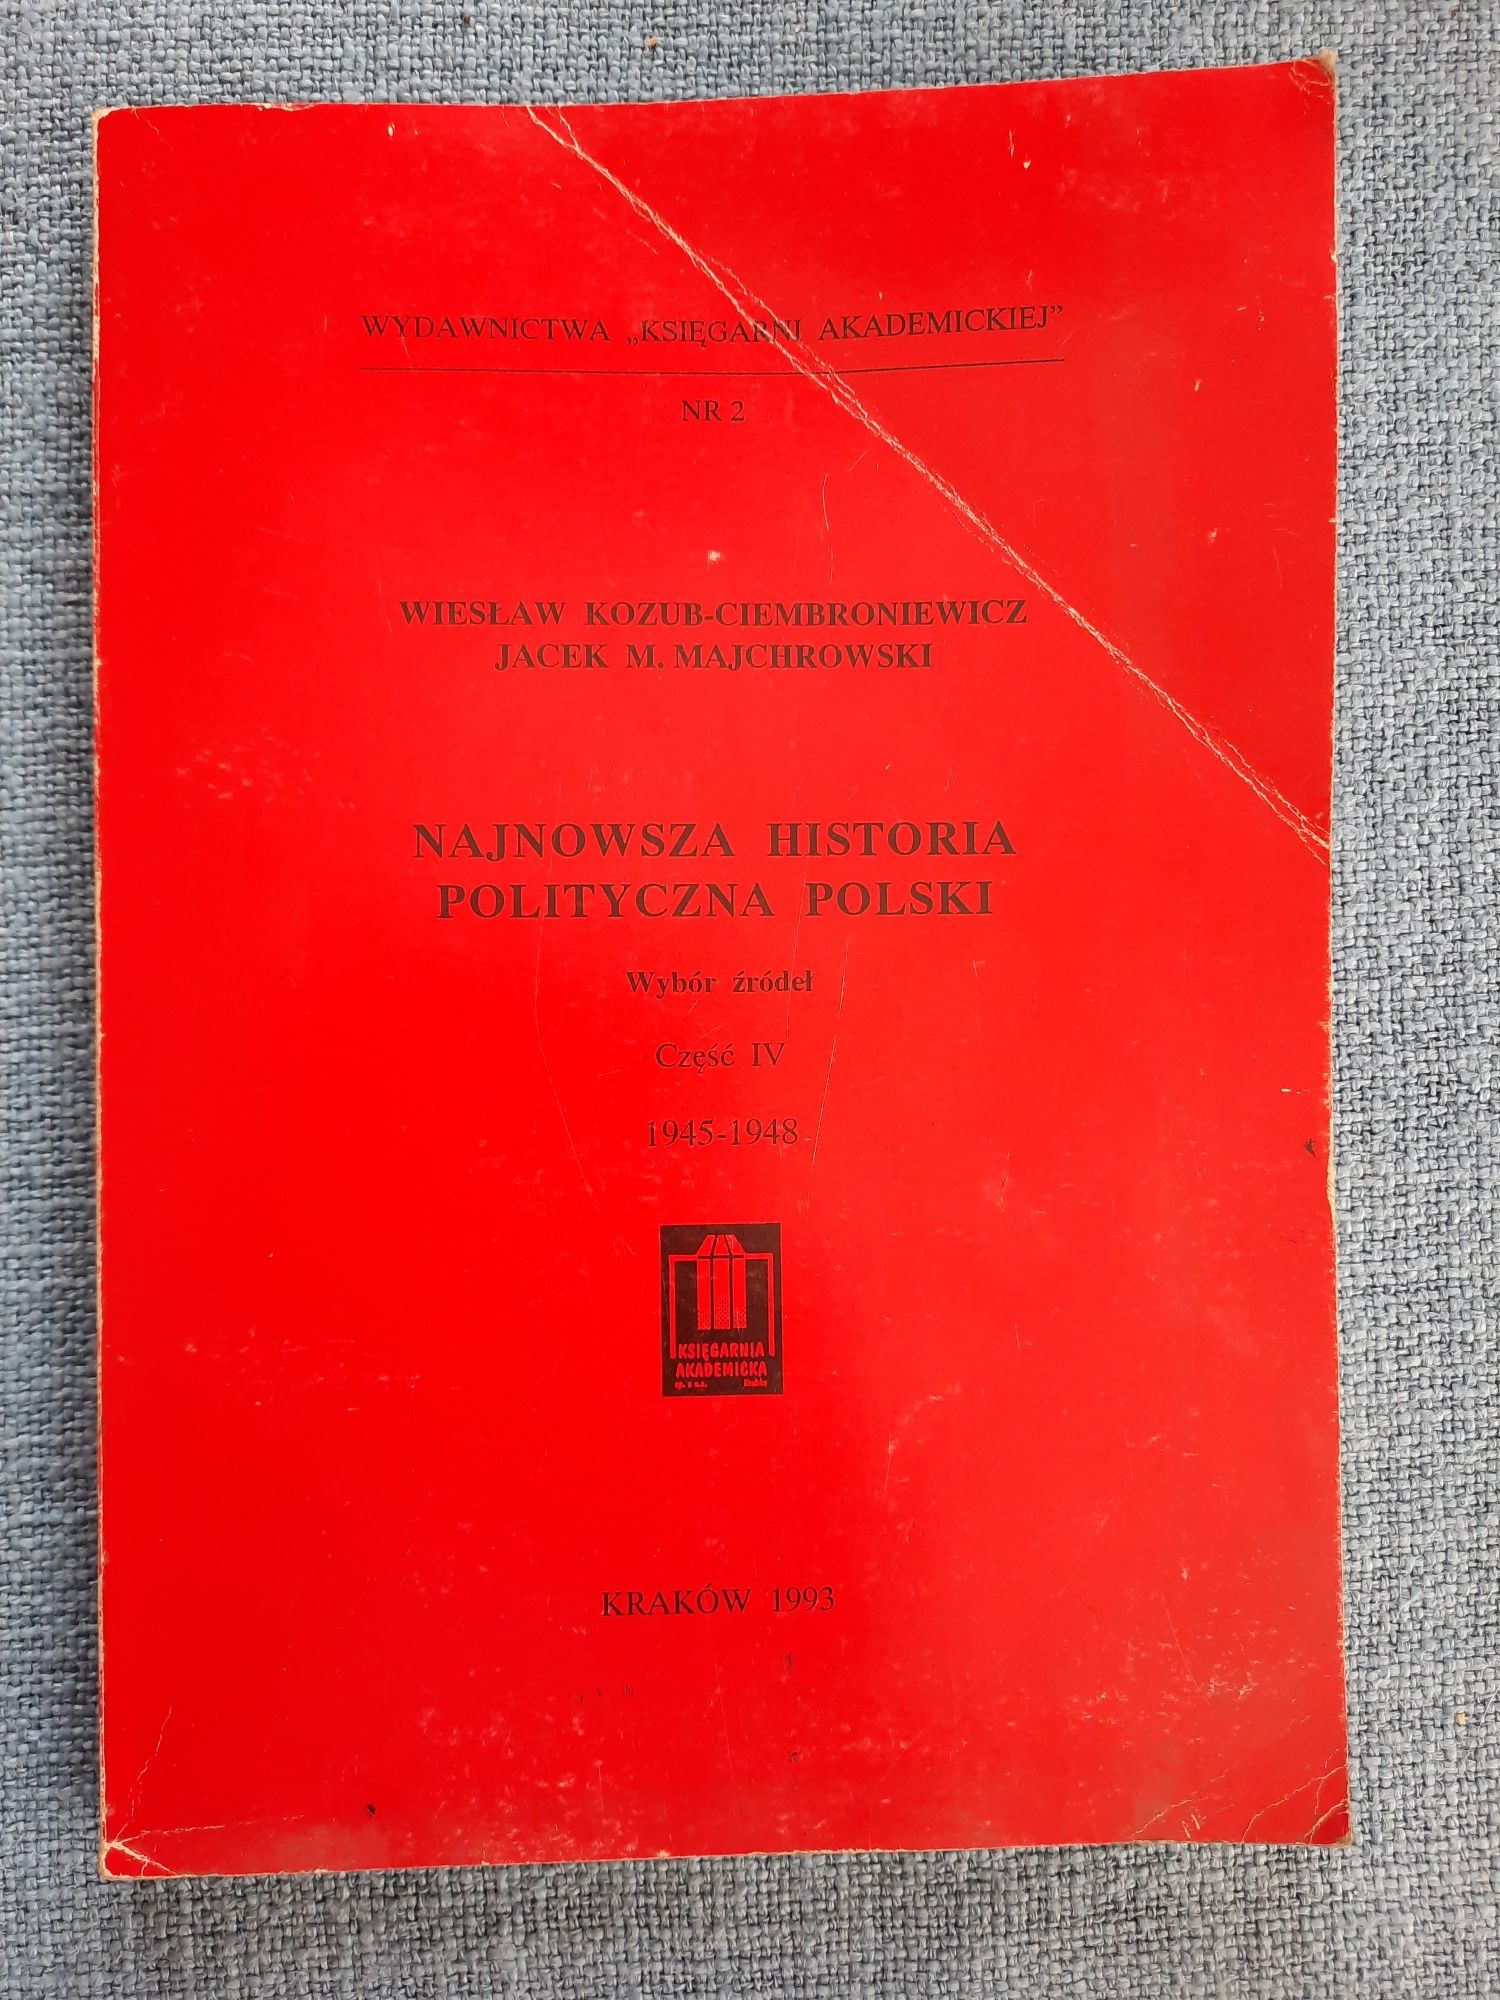 WYDAWNICTWA „KSIĘGARNI AKADEMICKIEJ”
NR 2
WIESŁAW KOZUB-CIEMBRONIEWICZ
JACEK M. MAJCHROWSKI
NAJNOWSZA HISTORIA
POLITYCZNA POLSKI
Wybór źródeł
Część IV
1945-1948
KSIĘGARNIA
AKADEMICKA
KRAKÓW 1993